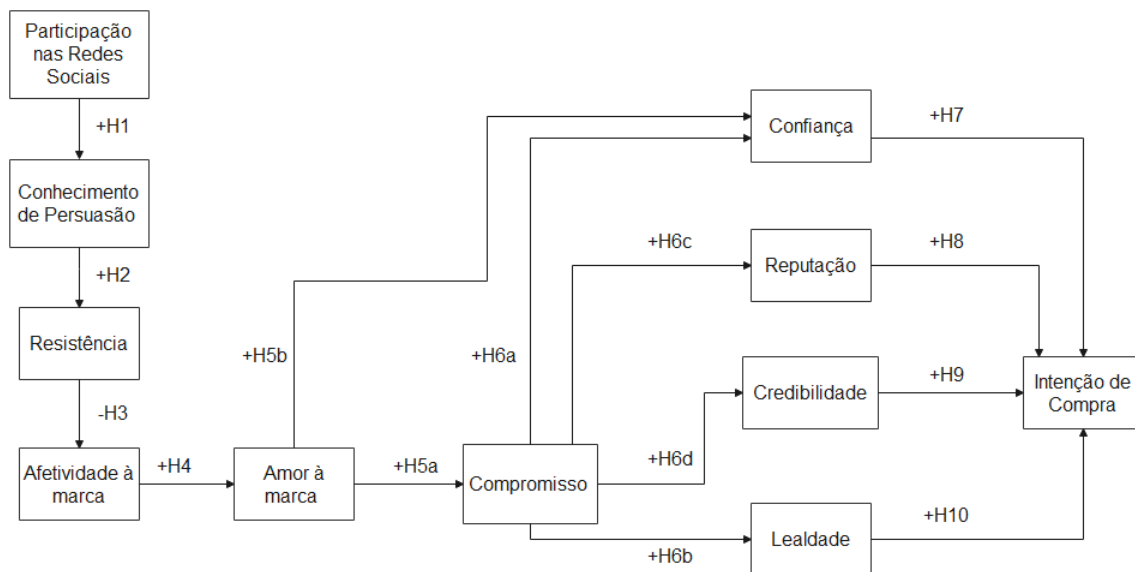 Participação
nas Redes
Sociais
+H1
Conhecimento
de Persuasão
+H2
Resistência
-H3
Afetividade à
marca
+H4
Amor à
marca
+H5b
+H5a
Compromisso
+H6a
+H6c
+H6d
+H6b
Confiança
+H7
Reputação
+H8
Credibilidade
+H9
Lealdade
+H10
Intenção de
Compra